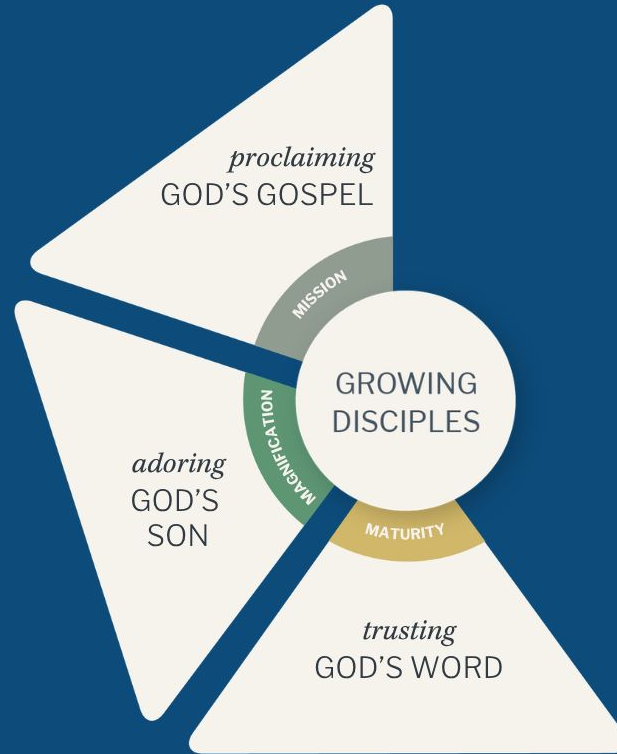 proclaiming
GOD'S GOSPEL
MISSION
GROWING
DISCIPLES
MAGNIFICATION
adoring
GOD'S
SON
MATURITY
trusting
GOD'S WORD